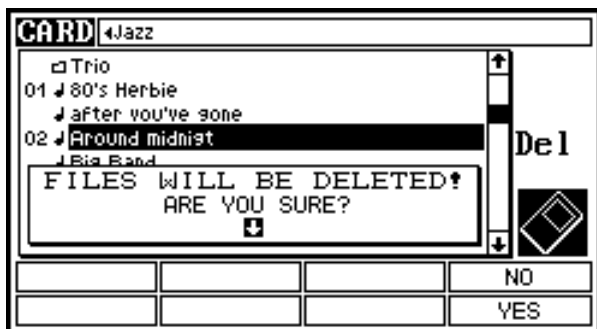 CARD Jazz
Trio
01 80's Herbie
after you've gone
02 Around midnigt
Big Band
Del
FILES WILL BE DELETED!
ARE YOU SURE?
NO
YES